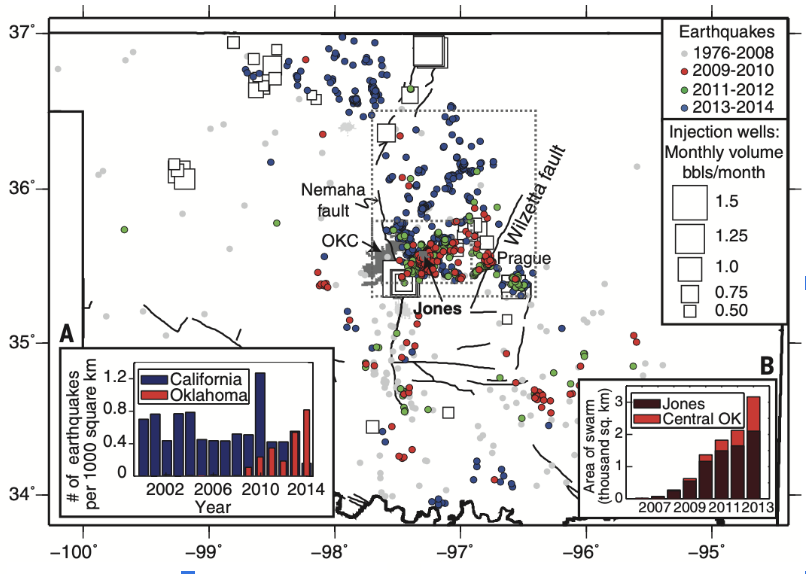 37°
36°
35°
34°
−100°
−99°
−98°
−97°
−96°
−95°
Earthquakes
1976-2008
2009-2010
2011-2012
2013-2014
Injection wells:
Monthly volume
bbls/month
1.5
1.25
1.0
0.75
0.50
Nemaha
fault
Wilzetta fault
OKC
Prague
Jones
A
# of earthquakes
per 1000 square km
1.2
0.8
0.4
0
California
Oklahoma
2002
2006
2010
2014
Year
B
Area of swarm
(thousand sq. km)
3
2
1
0
Jones
Central OK
2007
2009
2011
2013